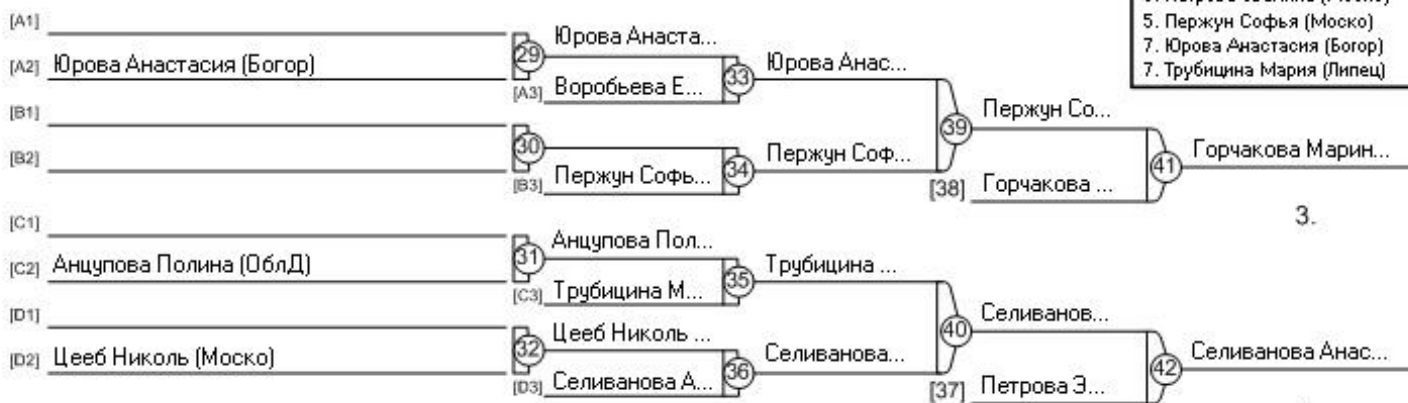 5. Пержун Софья (Моско)
7. Юрова Анастасия (Богор)
7. Трубицина Мария (Липец)
[A1]
[A2] Юрова Анастасия (Богор)
29
Юрова Анаста...
[A3] Воробьева Е...
33
Юрова Анас...
[B1]
[B2]
30
[B3] Пержун Софь...
34
Пержун Соф...
39
Пержун Со...
[38] Горчакова ...
41
Горчакова Марин...
3.
[C1]
[C2] Анцупова Полина (ОблД)
31
Анцупова Пол...
[C3] Трубицина М...
35
Трубицина ...
[D1]
[D2] Цееб Николь (Моско)
32
Цееб Николь ...
[D3] Селиванова А...
36
Селиванова...
40
Селиванов...
[37] Петрова Э...
42
Селиванова Анас...